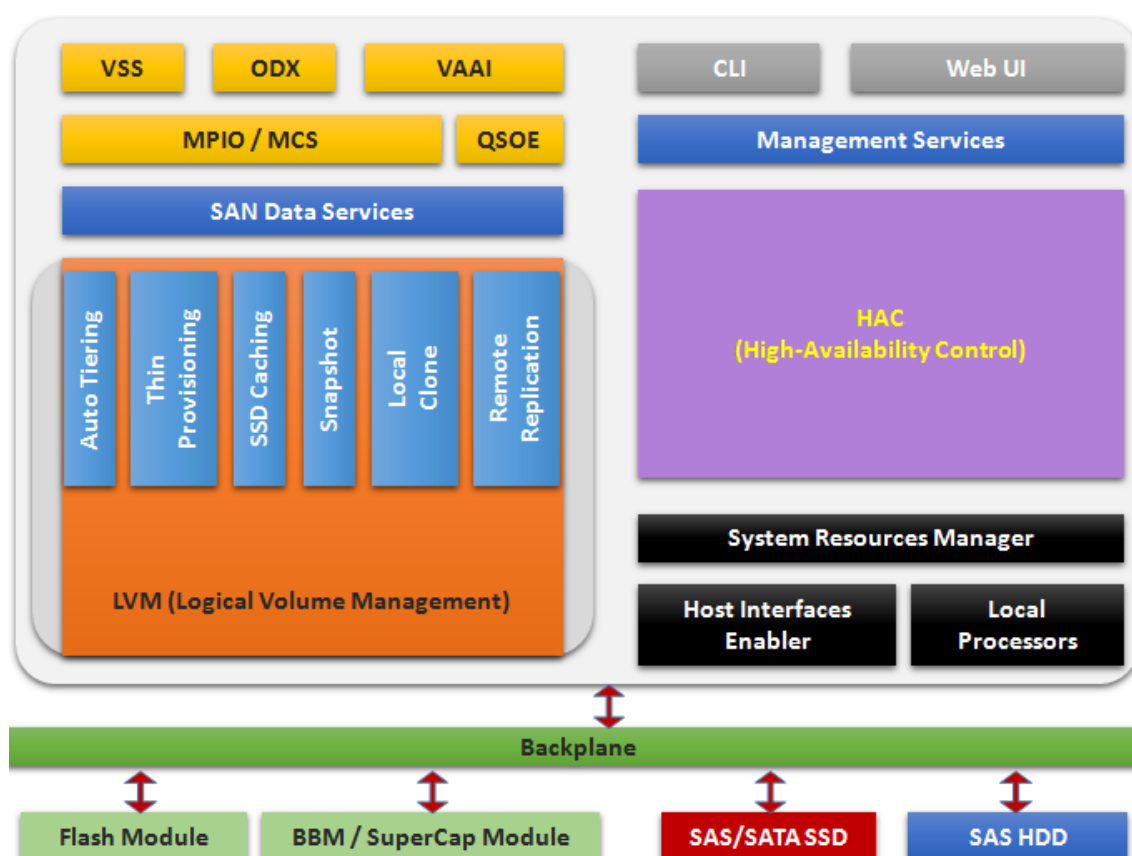 VSS
ODX
VAAI
CLI
Web UI
MPIO / MCS
QSOE
Management Services
SAN Data Services
Auto Tiering
Thin
Provisioning
SSD Caching
Snapshot
Local
Clone
Remote
Replication
HAC
(High-Availability Control)
LVM (Logical Volume Management)
System Resources Manager
Host Interfaces
Enabler
Local
Processors
Backplane
Flash Module
BBM / SuperCap Module
SAS/SATA SSD
SAS HDD